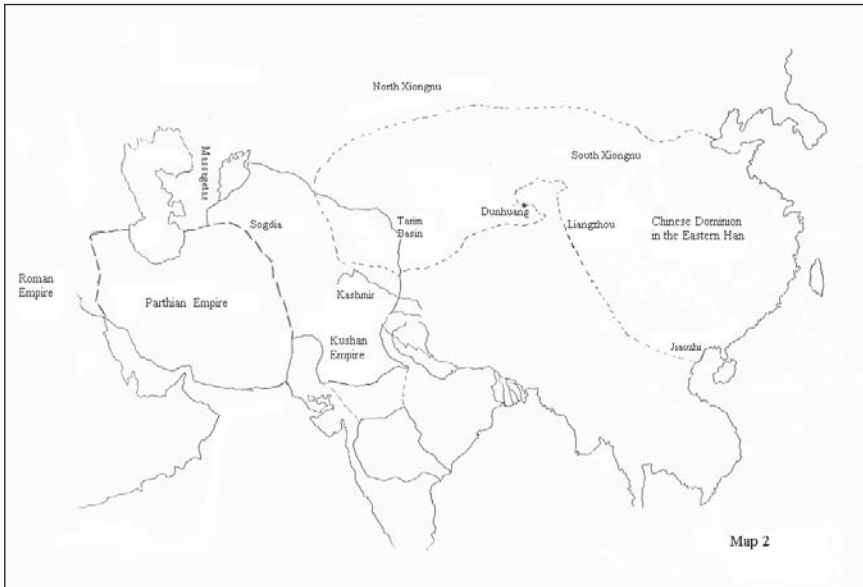 North Xiongnu
South Xiongnu
Massagetae
Dunhuang
Sogdia
Tarim
Basin
Liangzhou
Chinese Dominion
in the Eastern Han
Roman
Empire
Parthian Empire
Kashmir
Kushan
Empire
Jiaozhi
Map 2